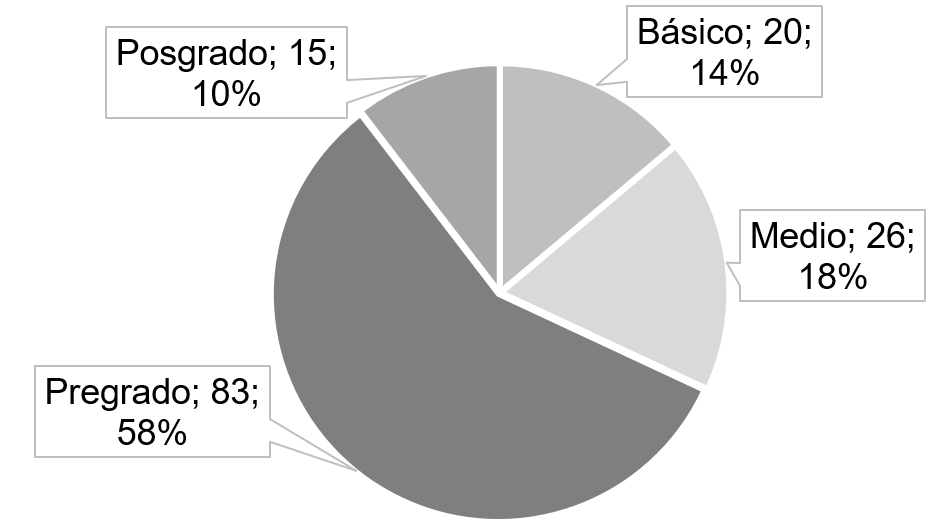 Posgrado; 15;
10%
Básico; 20;
14%
Medio; 26;
18%
Pregrado; 83;
58%